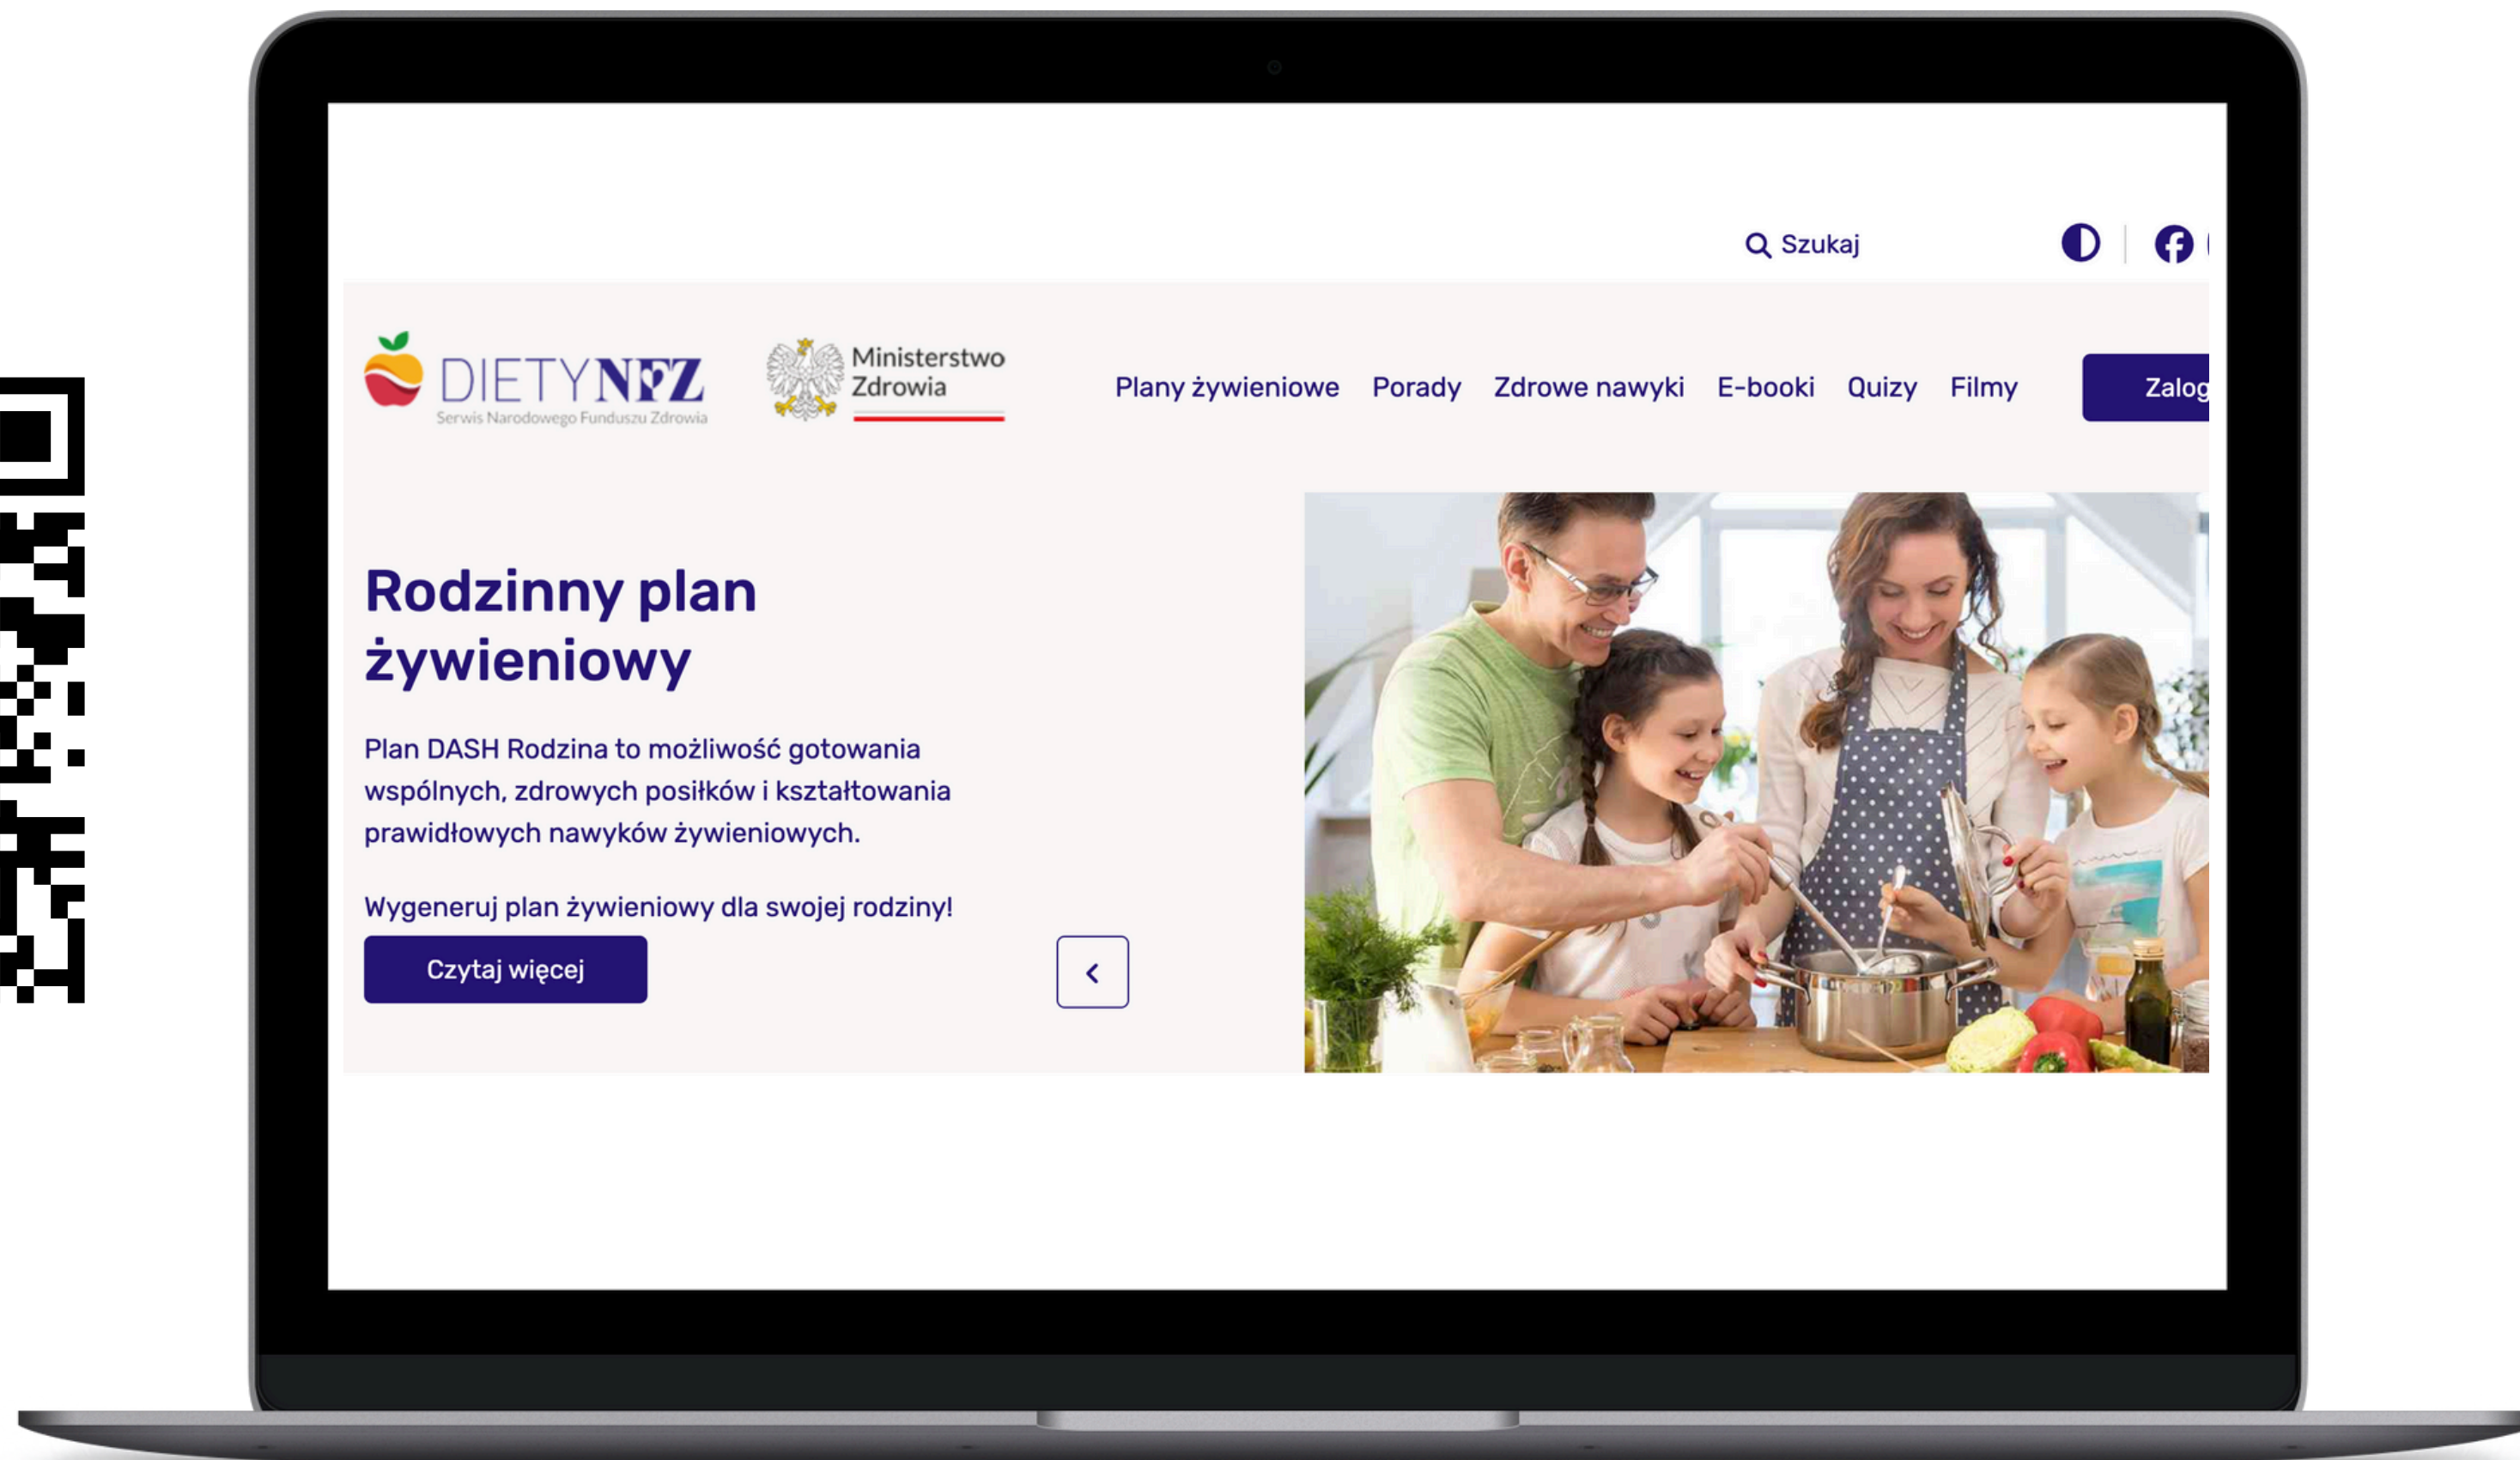 Szukaj
DIETYNFZ
Serwis Narodowego Funduszu Zdrowia
Ministerstwo
Zdrowia
Plany żywieniowe Porady Zdrowe nawyki E-booki Quizy Filmy Zalog
Rodzinny plan
żywieniowy
Plan DASH Rodzina to możliwość gotowania
wspólnych, zdrowych posiłków i kształtowania
prawidłowych nawyków żywieniowych.
Wygeneruj plan żywieniowy dla swojej rodziny!
Czytaj więcej